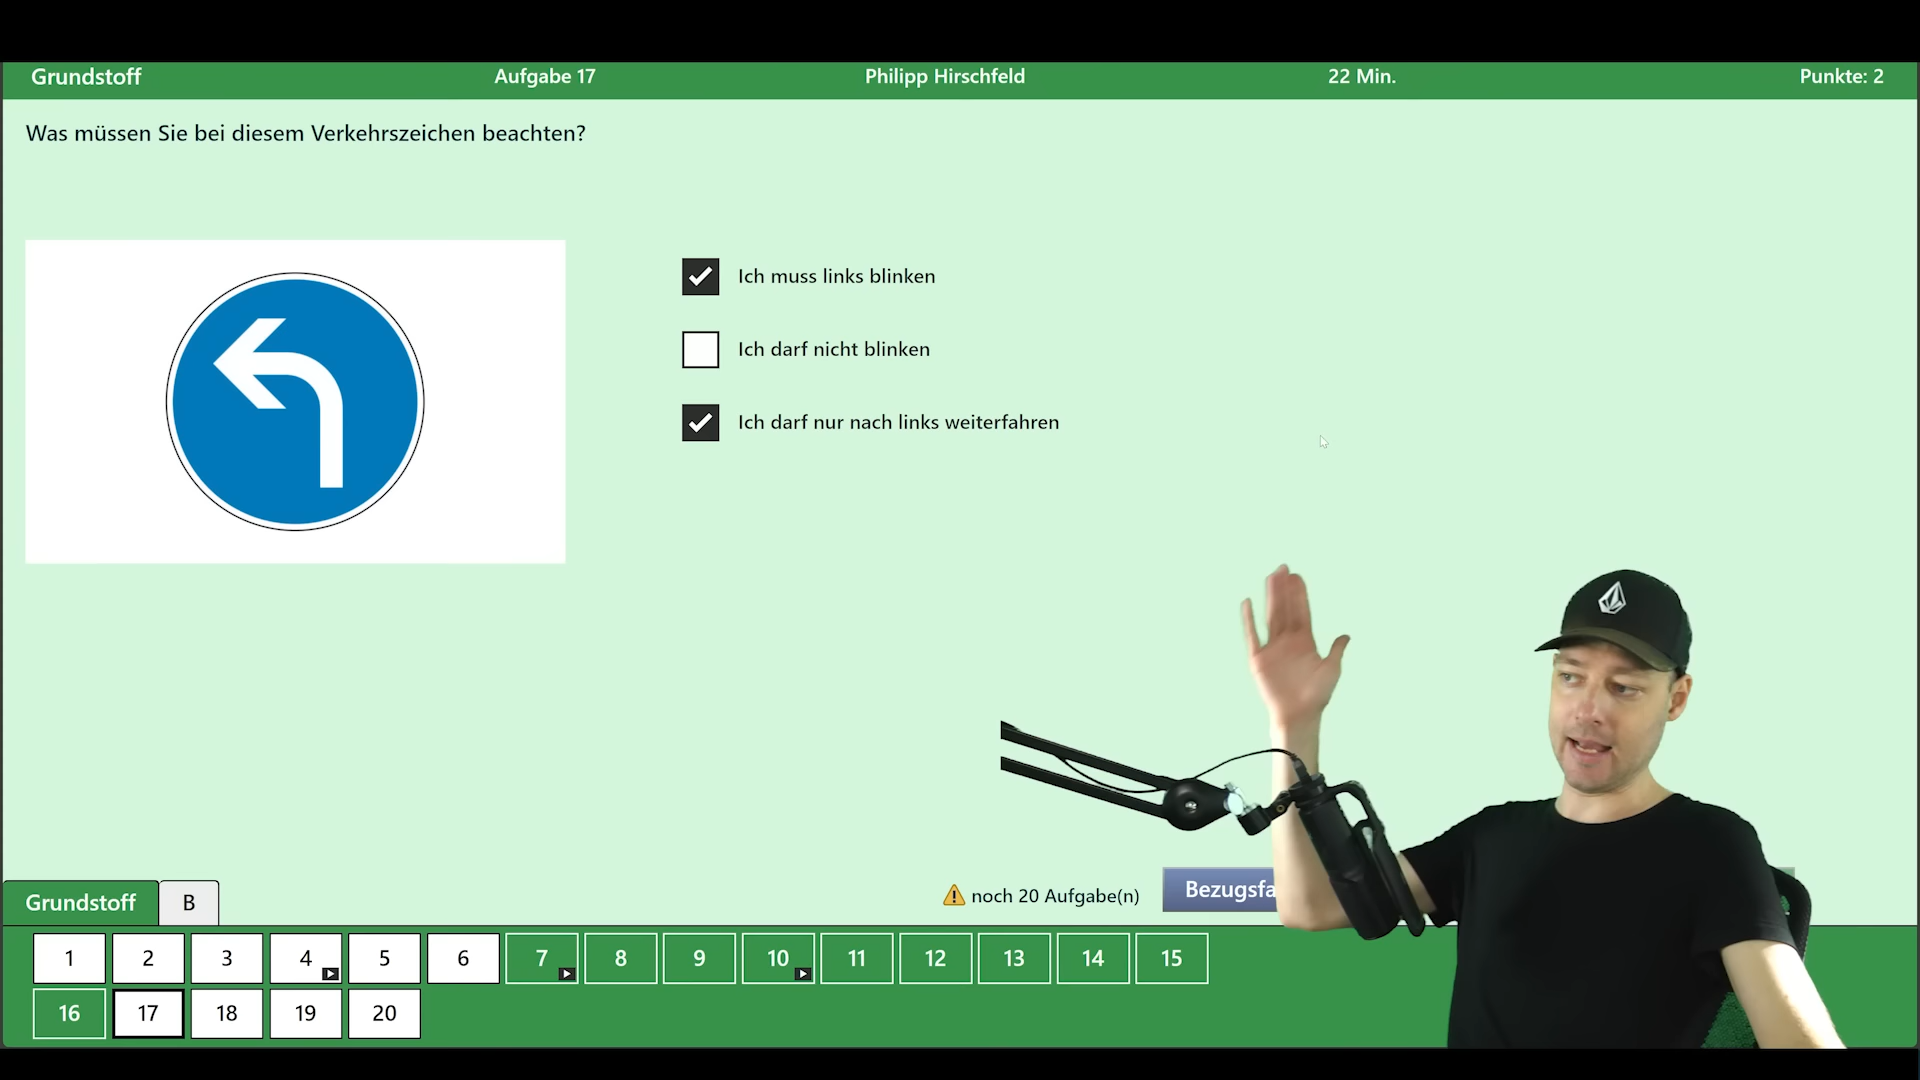 Grundstoff Aufgabe 17 Philipp Hirschfeld 22 Min. Punkte: 2
Was müssen Sie bei diesem Verkehrszeichen beachten?
Ich muss links blinken
Ich darf nicht blinken
Ich darf nur nach links weiterfahren
Grundstoff B noch 20 Aufgabe(n)
1 2 3 4 5 6 7 8 9 10 11 12 13 14 15
16 17 18 19 20